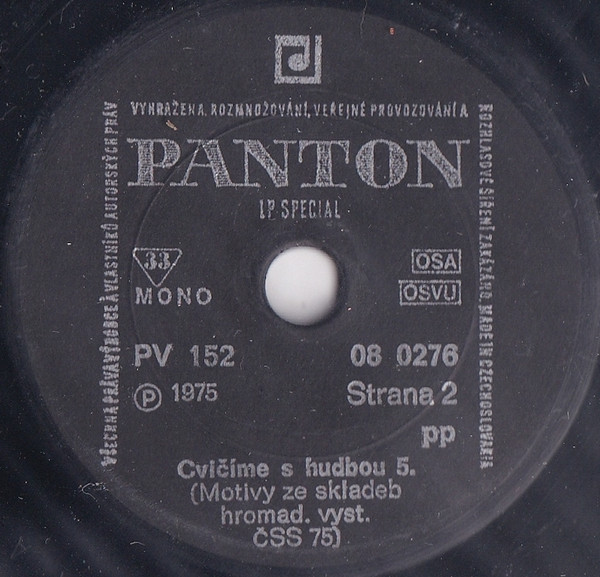 VŠECHNA PRÁVA VÝROBCE A VLASTNÍKŮ AUTORSKÝCH PRÁV
VYHRAŽENA. ROZMNOŽOVÁNÍ, VEŘEJNÉ PROVOZOVÁNÍ A
ROZHLASOVÉ ŠÍŘENÍ ZAKÁZÁNO. MADE IN CZECHOSLOVAKIA
PANTON
LP SPECIAL
33
OSA
MONO
OSVU
PV 152
08 0276
Ⓟ 1975
Strana 2
pp
Cvičíme s hudbou 5.
(Motivy ze skladeb
hromad. vyst.
ČSS 75)